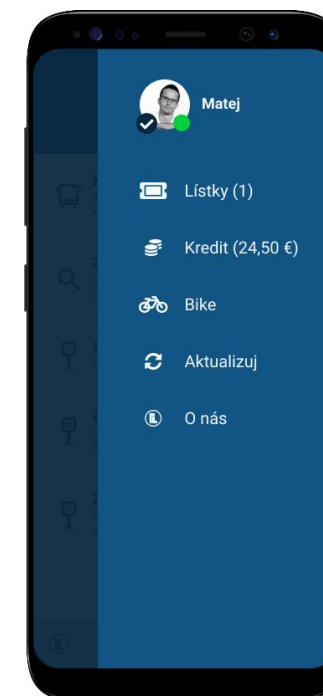 Matej
Lístky (1)
Kredit (24,50 €)
Bike
Aktualizuj
O nás